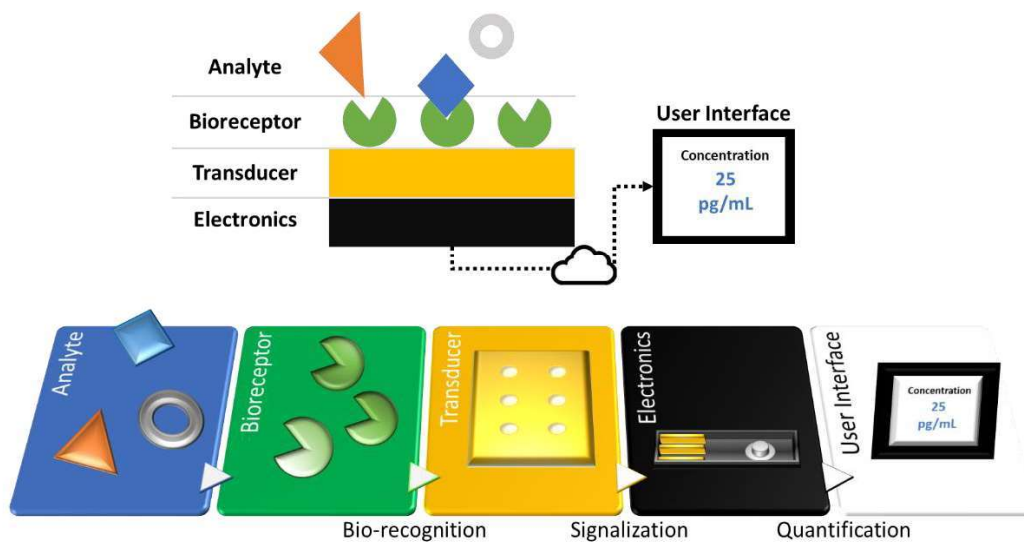 Analyte
Bioreceptor
Transducer
Electronics
User Interface
Concentration
25
pg/mL
Analyte
Bioreceptor
Transducer
Electronics
User Interface
Concentration
25
pg/mL
Bio-recognition
Signalization
Quantification